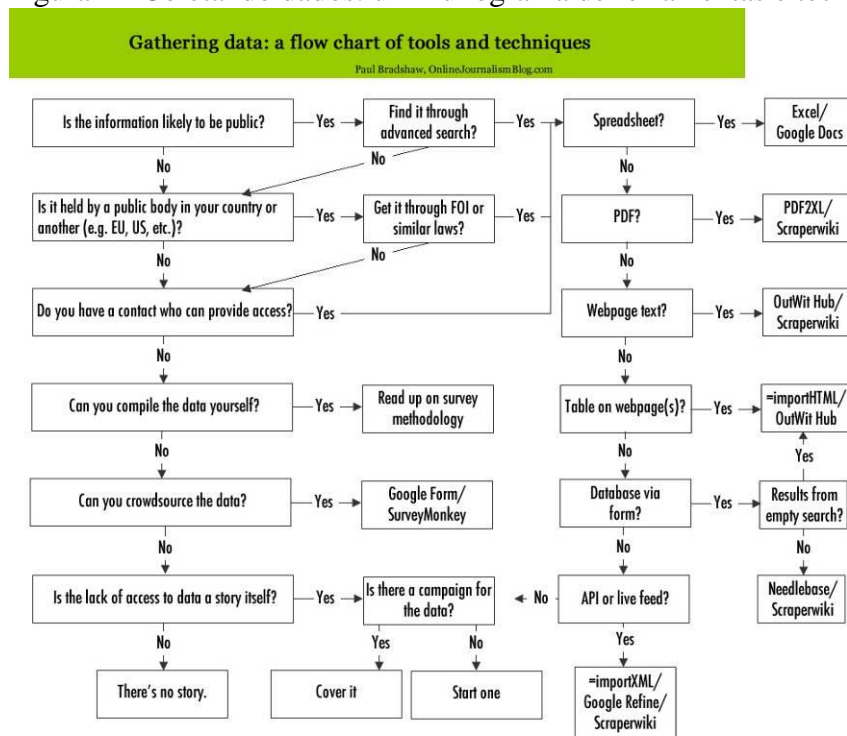 Gathering data: a flow chart of tools and techniques
Paul Bradshaw, OnlineJournalismBlog.com
Is the information likely to be public?
Yes
Find it through
advanced search?
Yes
Spreadsheet?
Yes
Excel/
Google Docs
No
No
No
Is it held by a public body in your country or
another (e.g. EU, US, etc.)?
Yes
Get it through FOI or
similar laws?
Yes
PDF?
Yes
PDF2XL/
Scraperwiki
No
No
No
Do you have a contact who can provide access?
Yes
Webpage text?
Yes
OutWit Hub/
Scraperwiki
No
No
Can you compile the data yourself?
Yes
Read up on survey
methodology
Table on webpage(s)?
Yes
=importHTML/
OutWit Hub
No
No
Yes
Can you crowdsource the data?
Yes
Google Form/
SurveyMonkey
Database via
form?
Yes
Results from
empty search?
No
No
No
Is the lack of access to data a story itself?
Yes
Is there a campaign for
the data?
No
API or live feed?
Needlebase/
Scraperwiki
No
Yes
No
Yes
There's no story.
Cover it
Start one
=importXML/
Google Refine/
Scraperwiki